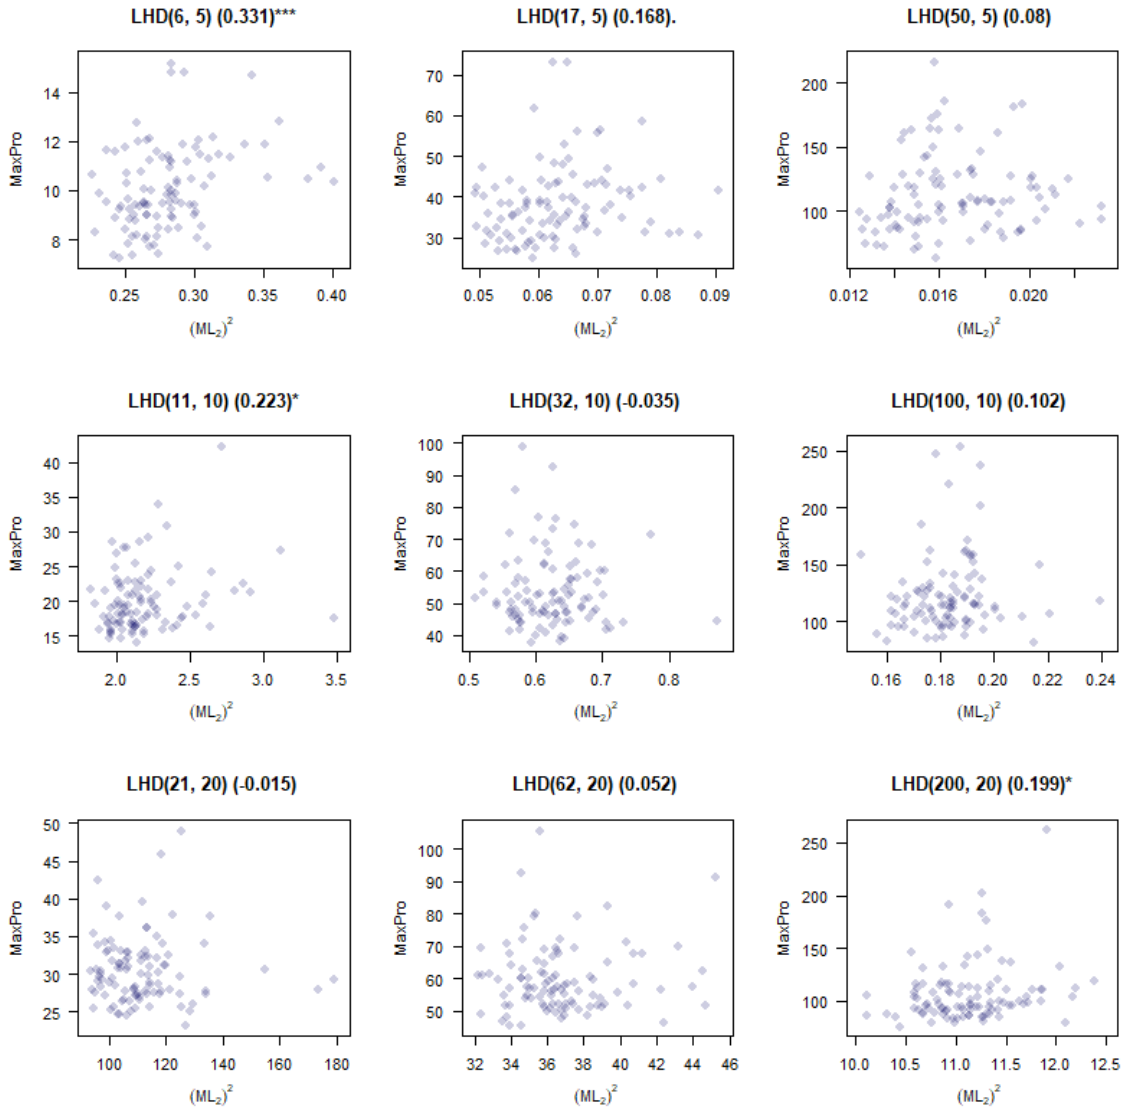 LHD(6, 5) (0.331)***
LHD(17, 5) (0.168).
LHD(50, 5) (0.08)
MaxPro
14
12
10
8
0.25 0.30 0.35 0.40
(ML₂)²
MaxPro
70
60
50
40
30
0.05 0.06 0.07 0.08 0.09
(ML₂)²
MaxPro
200
150
100
0.012 0.016 0.020
(ML₂)²
LHD(11, 10) (0.223)*
LHD(32, 10) (-0.035)
LHD(100, 10) (0.102)
MaxPro
40
35
30
25
20
15
2.0 2.5 3.0 3.5
(ML₂)²
MaxPro
100
90
80
70
60
50
40
0.5 0.6 0.7 0.8
(ML₂)²
MaxPro
250
200
150
100
0.16 0.18 0.20 0.22 0.24
(ML₂)²
LHD(21, 20) (-0.015)
LHD(62, 20) (0.052)
LHD(200, 20) (0.199)*
MaxPro
50
45
40
35
30
25
100 120 140 160 180
(ML₂)²
MaxPro
100
90
80
70
60
50
32 34 36 38 40 42 44 46
(ML₂)²
MaxPro
250
200
150
100
10.0 10.5 11.0 11.5 12.0 12.5
(ML₂)²